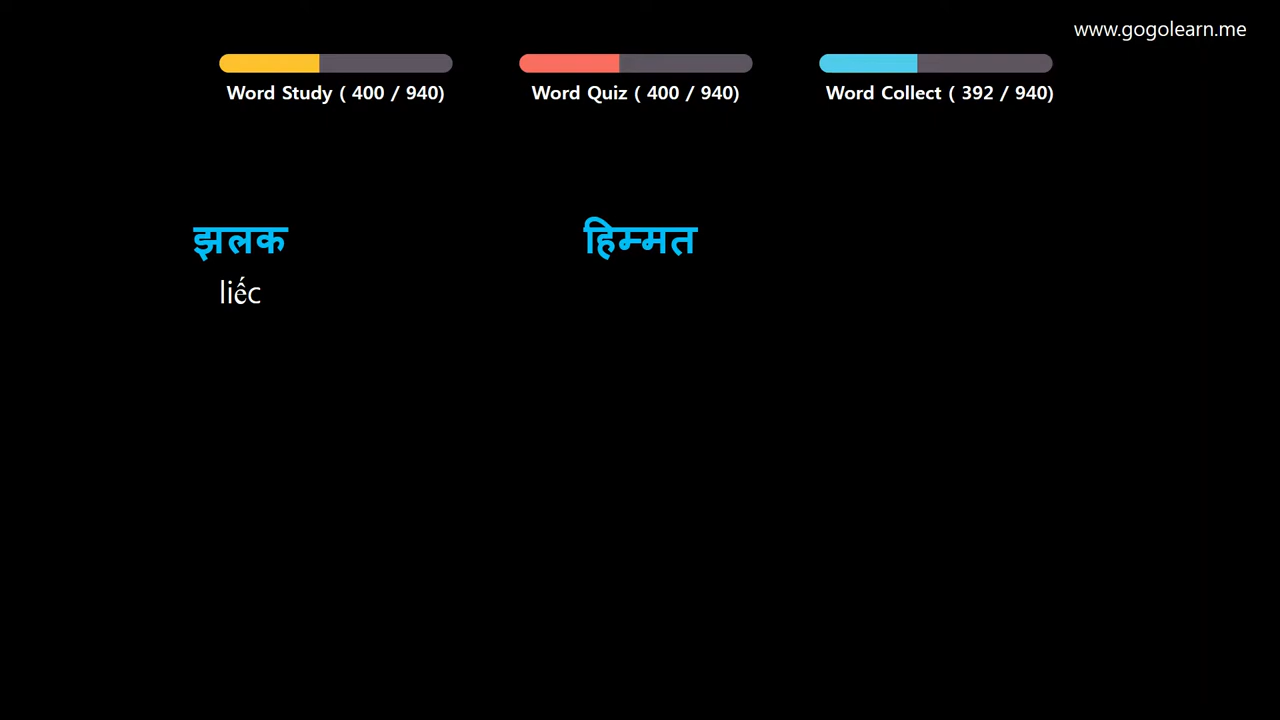 www.gogolearn.me
Word Study ( 400 / 940)
Word Quiz ( 400 / 940)
Word Collect ( 392 / 940)
झलक
हिम्मत
liếc